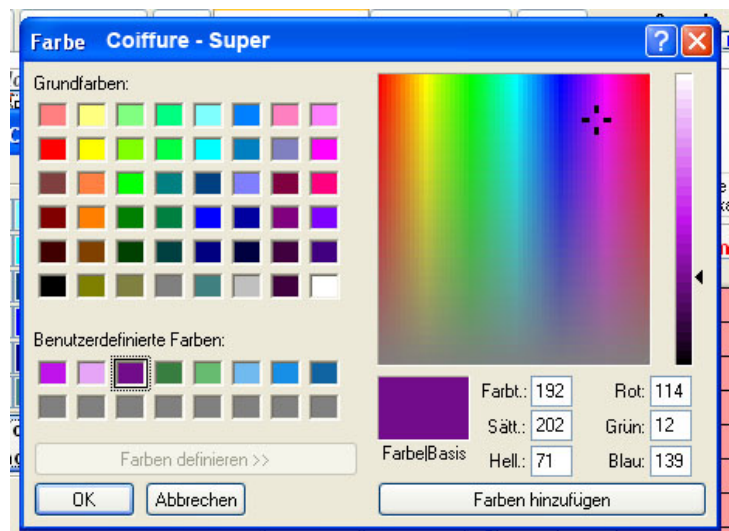 Farbe Coiffure - Super
Grundfarben:
Benutzerdefinierte Farben:
Farben definieren >>
OK
Abbrechen
Farbe|Basis
Farbt.: 192
Sätt.: 202
Hell.: 71
Rot: 114
Grün: 12
Blau: 139
Farben hinzufügen